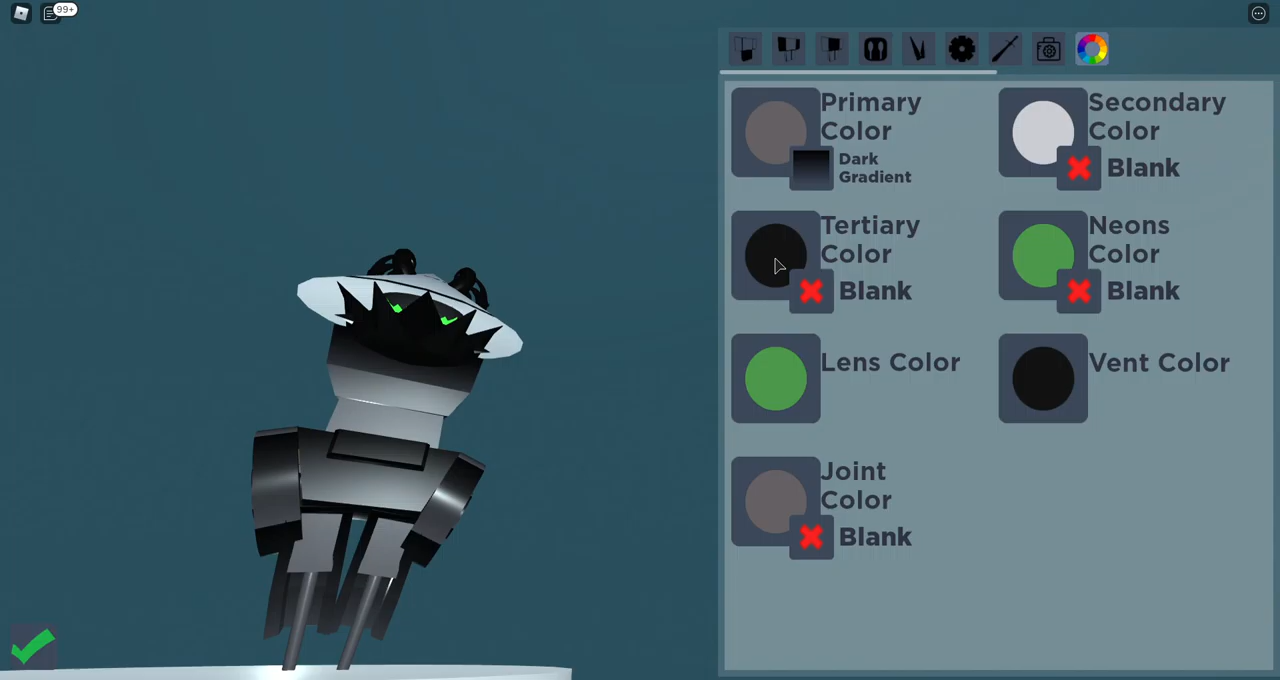 99+
Primary
Color
Dark
Gradient
Secondary
Color
Blank
Tertiary
Color
Blank
Neons
Color
Blank
Lens Color
Vent Color
Joint
Color
Blank